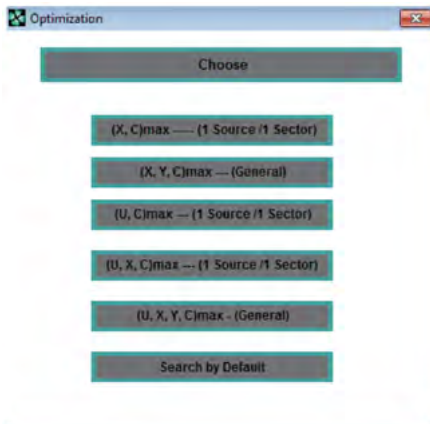 Optimization
Choose
(X, C)max ---- (1 Source /1 Sector)
(X, Y, C)max --- (General)
(U, C)max --- (1 Source /1 Sector)
(U, X, C)max --- (1 Source /1 Sector)
(U, X, Y, C)max - (General)
Search by Default